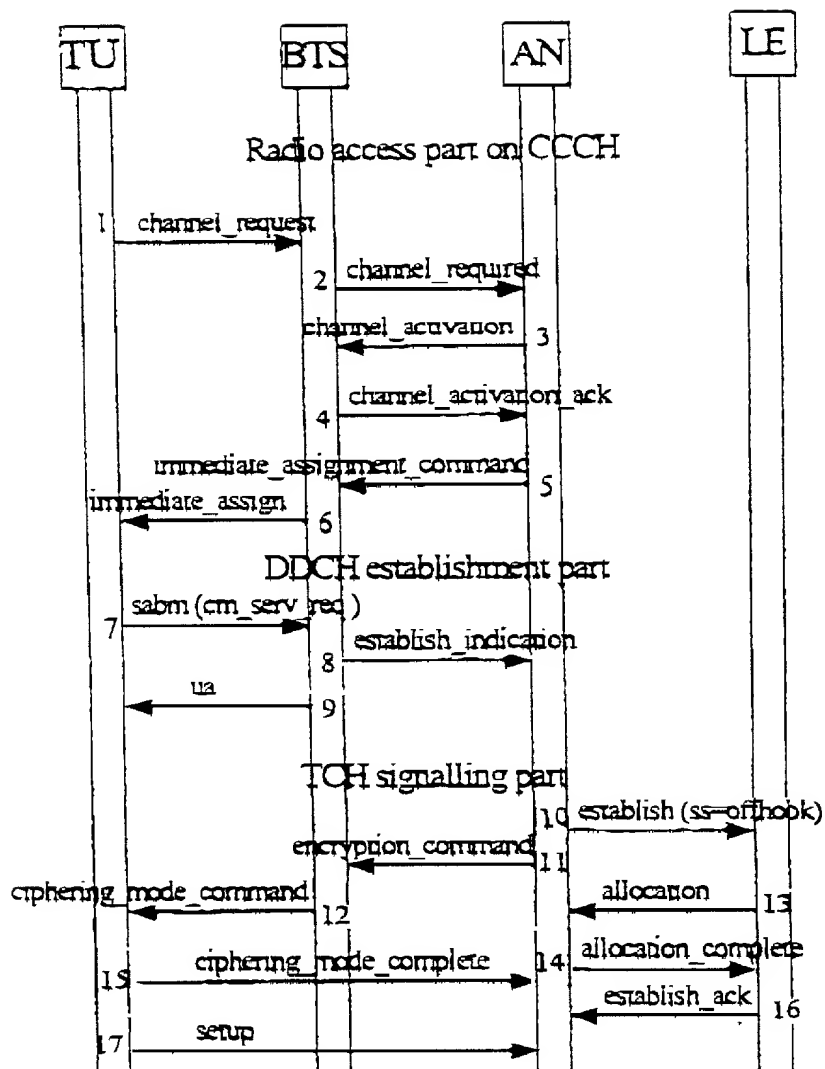 TU BTS AN LE
Radio access part on CCCH
1 channel_request
2 channel_required
channel_activation 3
4 channel_activation_ack
immediate_assignment_command 5
immediate_assign 6
DDCH establishment part
7 sabm (cm_serv_req)
8 establish_indication
ua 9
TCH signalling part
10 establish (ss=offhook)
encryption_command 11
ciphering_mode_command 12
allocation 13
14 allocation_complete
15 ciphering_mode_complete
establish_ack 16
17 setup